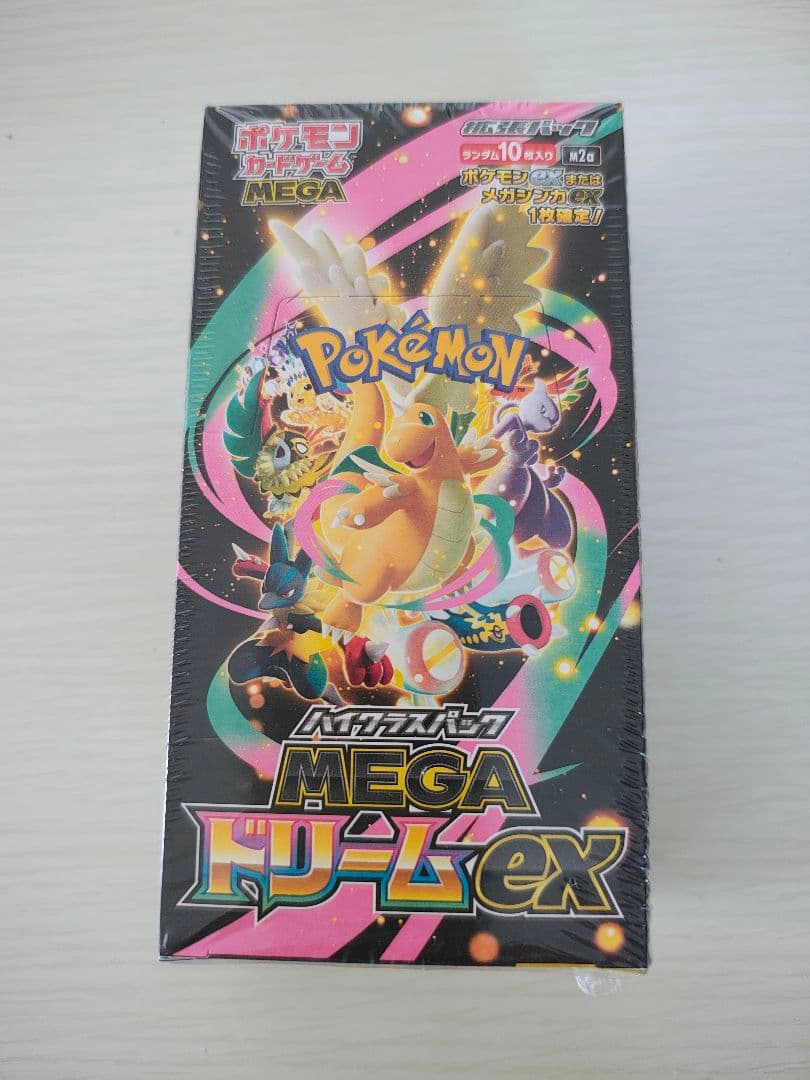 ポケモン
カードゲーム
MEGA
拡張パック
ランダム10枚入り
M2a
ポケモンexまたは
メガシンカex
1枚確定!
POKÉMON
TM
ハイクラスパック
MEGA
ドリームex